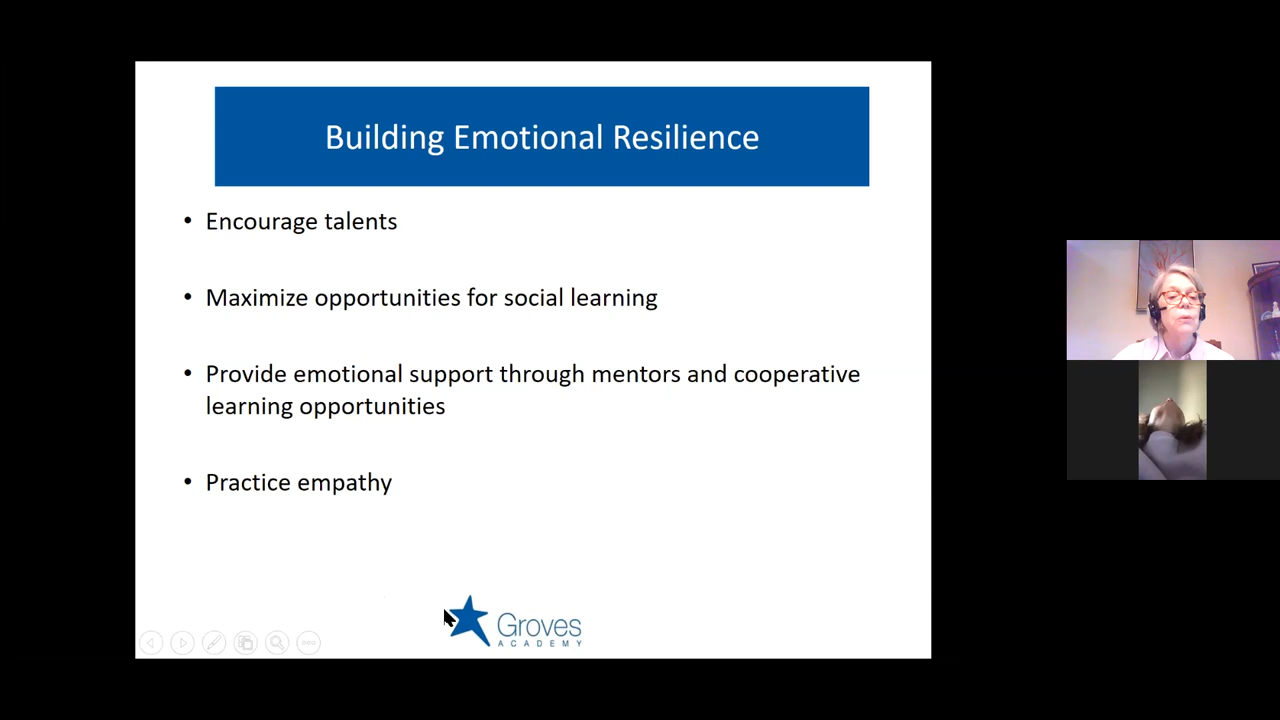 Building Emotional Resilience
• Encourage talents
• Maximize opportunities for social learning
• Provide emotional support through mentors and cooperative
learning opportunities
• Practice empathy
Groves
ACADEMY